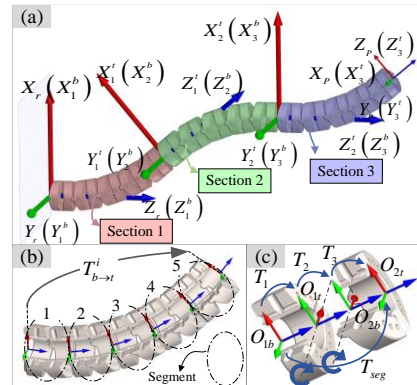 (a)
X_2^t (X_3^b)
Z_P (Z_3^t)
X_r (X_1^b) X_1^t (X_2^b)
Z_1^t (Z_2^b)
X_P (X_3^t)
Y_1^t (Y_2^b)
Y_2^t (Y_3^b)
Y_P (Y_3^t)
Z_2^t (Z_3^b)
Section 2
Section 3
Y_r (Y_1^b)
Section 1
Z_r (Z_1^b)
(b)
T_{b→t}^i
1 2 3 4 5
Segment
(c)
T_1 T_2 T_3
O_{1b} O_{1t} O_{2b} O_{2t}
T_{seg}